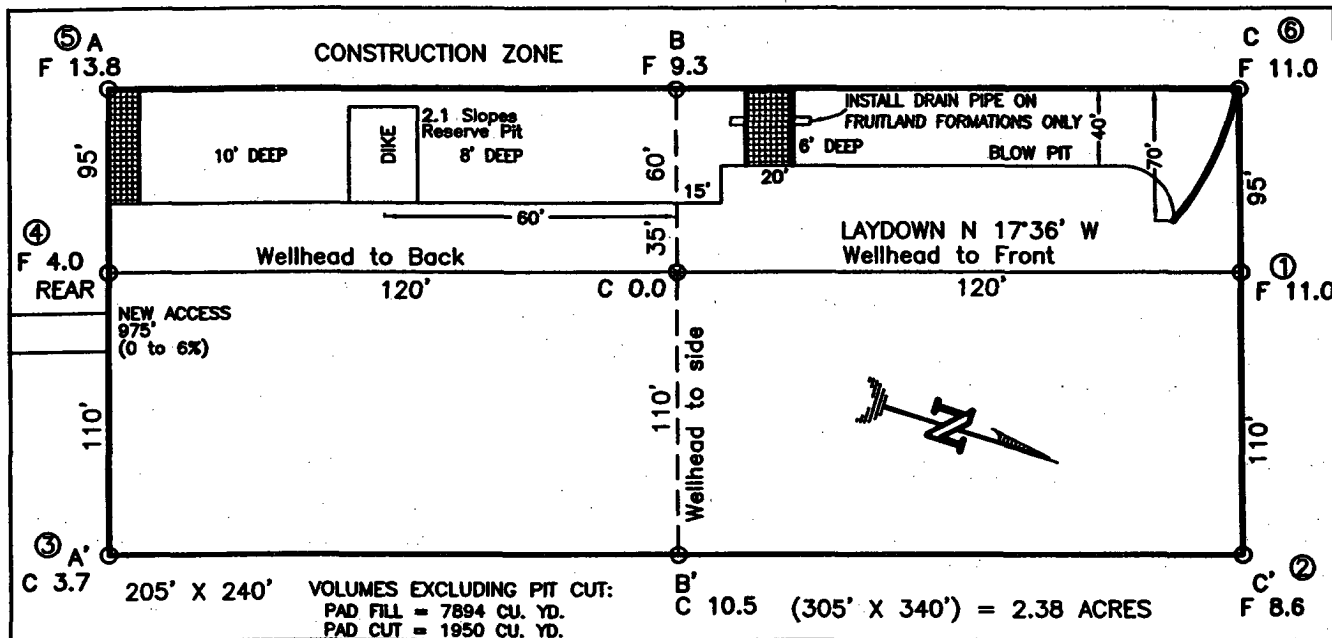 ⑤ A
F 13.8
CONSTRUCTION ZONE
B
F 9.3
C ⑥
F 11.0
95'
10' DEEP
DIKE
2.1 Slopes
Reserve Pit
8' DEEP
60'
15'
20'
INSTALL DRAIN PIPE ON
FRUITLAND FORMATIONS ONLY
6' DEEP
BLOW PIT
40'
70'
95'
60'
35'
④
F 4.0
REAR
Wellhead to Back
120'
C 0.0
LAYDOWN N 17°36' W
Wellhead to Front
120'
①
F 11.0
NEW ACCESS
975'
(0 to 6%)
110'
110'
Wellhead to side
N
110'
③ A'
C 3.7
205' X 240'
VOLUMES EXCLUDING PIT CUT:
PAD FILL = 7894 CU. YD.
PAD CUT = 1950 CU. YD.
B'
C 10.5
(305' X 340') = 2.38 ACRES
C' ②
F 8.6